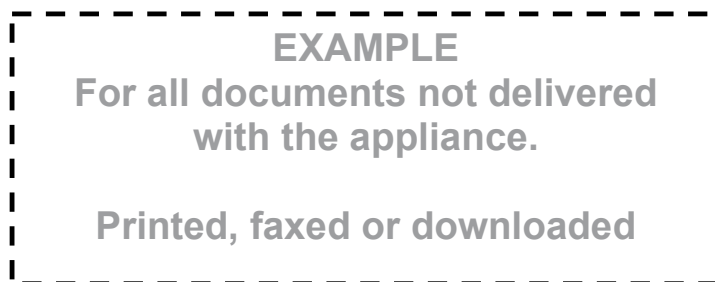 EXAMPLE
For all documents not delivered
with the appliance.
Printed, faxed or downloaded